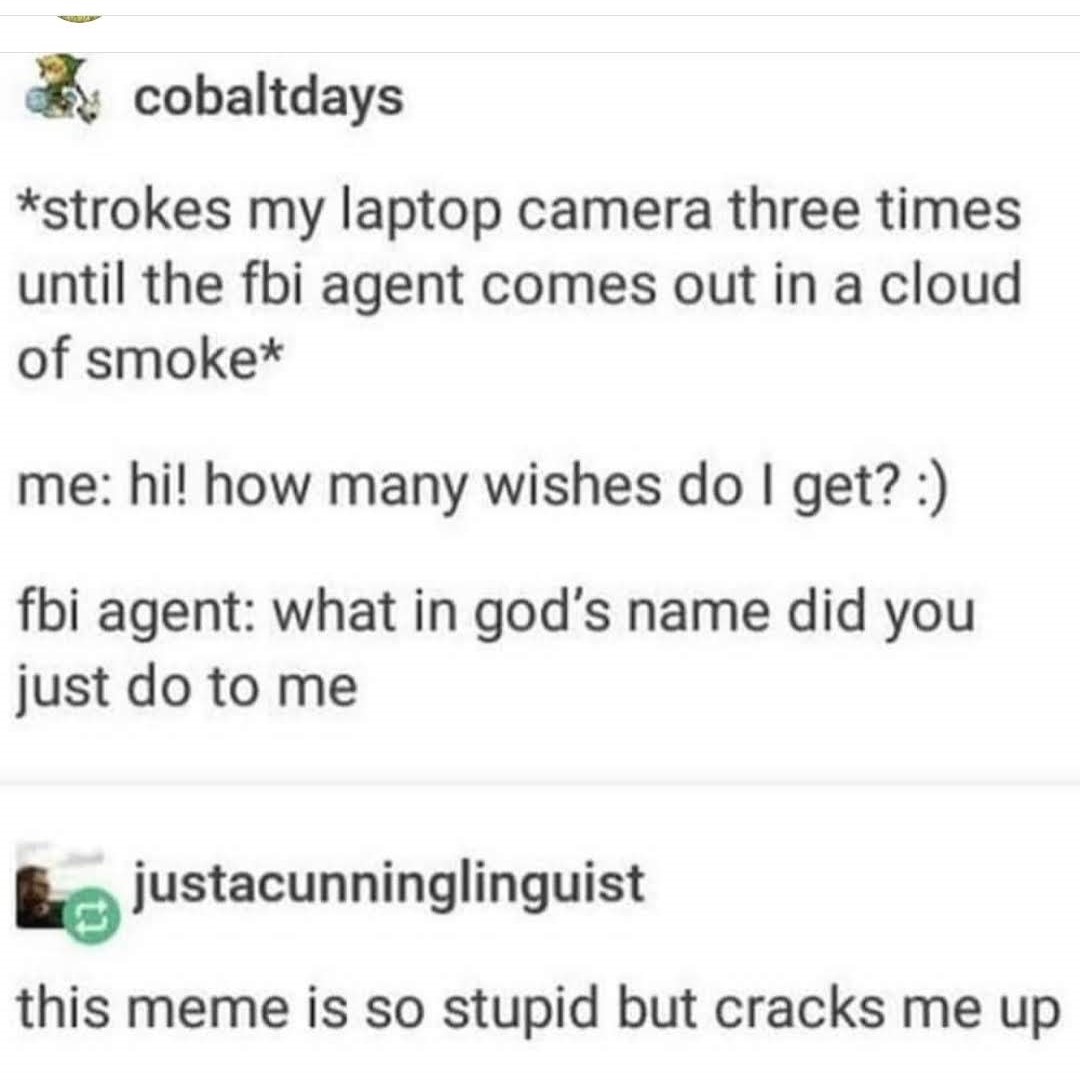 cobaltdays
*strokes my laptop camera three times
until the fbi agent comes out in a cloud
of smoke*
me: hi! how many wishes do I get? :)
fbi agent: what in god's name did you
just do to me
justacunninglinguist
this meme is so stupid but cracks me up